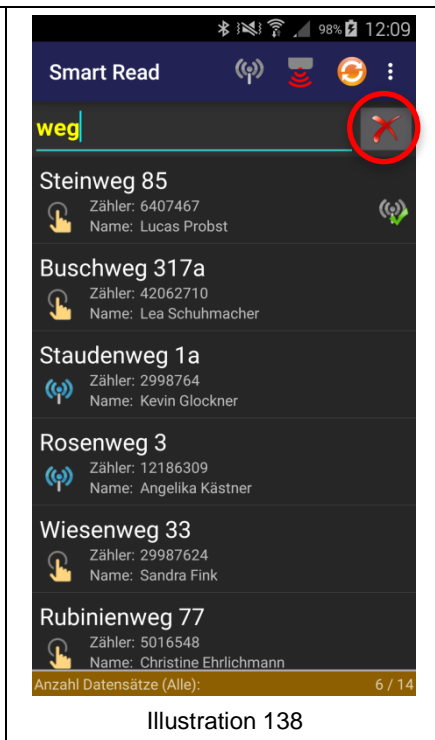 98% 12:09
Smart Read
weg
Steinweg 85
Zähler: 6407467
Name: Lucas Probst
Buschweg 317a
Zähler: 42062710
Name: Lea Schuhmacher
Staudenweg 1a
Zähler: 2998764
Name: Kevin Glockner
Rosenweg 3
Zähler: 12186309
Name: Angelika Kästner
Wiesenweg 33
Zähler: 29987624
Name: Sandra Fink
Rubinienweg 77
Zähler: 5016548
Name: Christine Ehrlichmann
Anzahl Datensätze (Alle): 6 / 14
Illustration 138